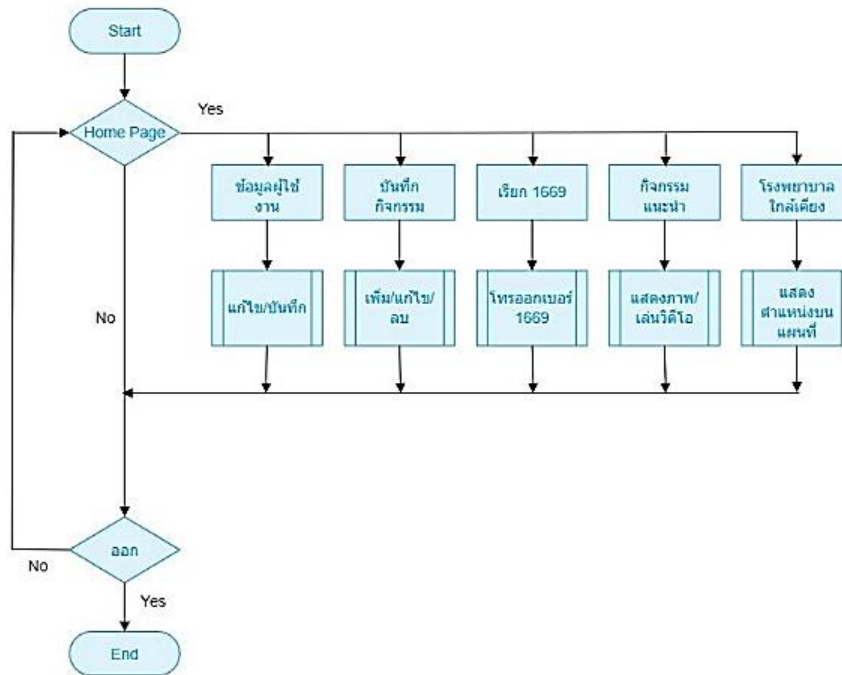 Start
Home Page
Yes
ข้อมูลผู้ใช้
งาน
บันทึก
กิจกรรม
เรียก 1669
กิจกรรม
แนะนำ
โรงพยาบาล
ใกล้เคียง
No
แก้ไข/บันทึก
เพิ่ม/แก้ไข/
ลบ
โทรออกเบอร์
1669
แสดงภาพ/
เล่นวิดีโอ
แสดง
ตำแหน่งบน
แผนที่
ออก
No
Yes
End